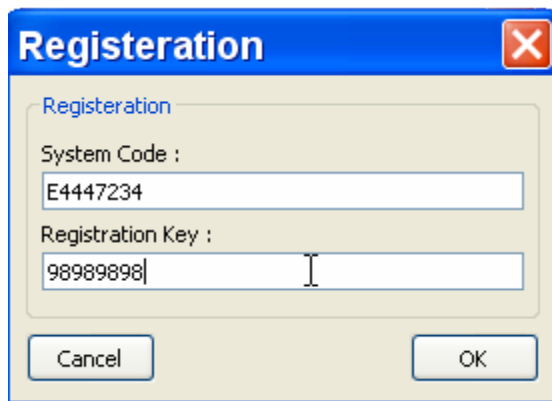 Registeration
Registeration
System Code :
E4447234
Registration Key :
98989898
Cancel OK